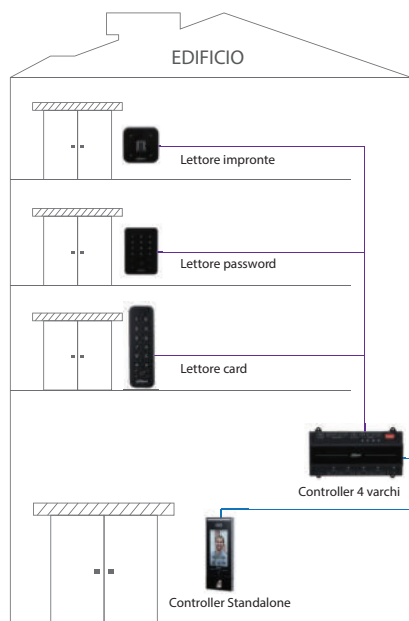 EDIFICIO
Lettore impronte
Lettore password
Lettore card
Controller 4 varchi
Controller Standalone